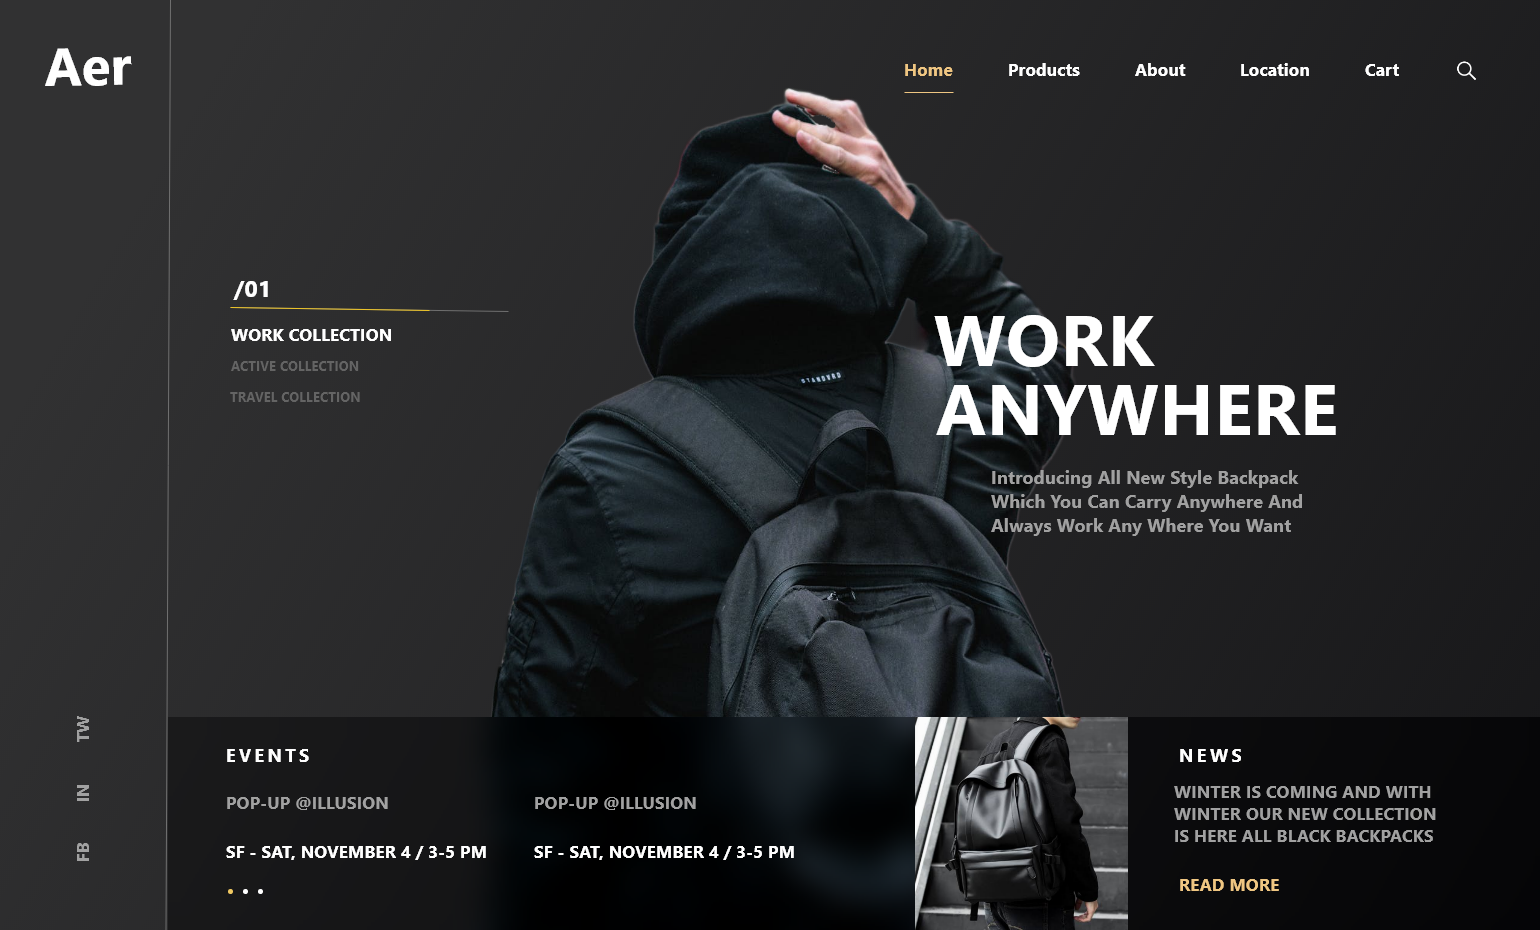 Aer
Home
Products
About
Location
Cart
/01
WORK COLLECTION
ACTIVE COLLECTION
TRAVEL COLLECTION
STANDVRD
WORK
ANYWHERE
Introducing All New Style Backpack
Which You Can Carry Anywhere And
Always Work Any Where You Want
TW
IN
FB
EVENTS
POP-UP @ILLUSION
SF - SAT, NOVEMBER 4 / 3-5 PM
POP-UP @ILLUSION
SF - SAT, NOVEMBER 4 / 3-5 PM
NEWS
WINTER IS COMING AND WITH
WINTER OUR NEW COLLECTION
IS HERE ALL BLACK BACKPACKS
READ MORE